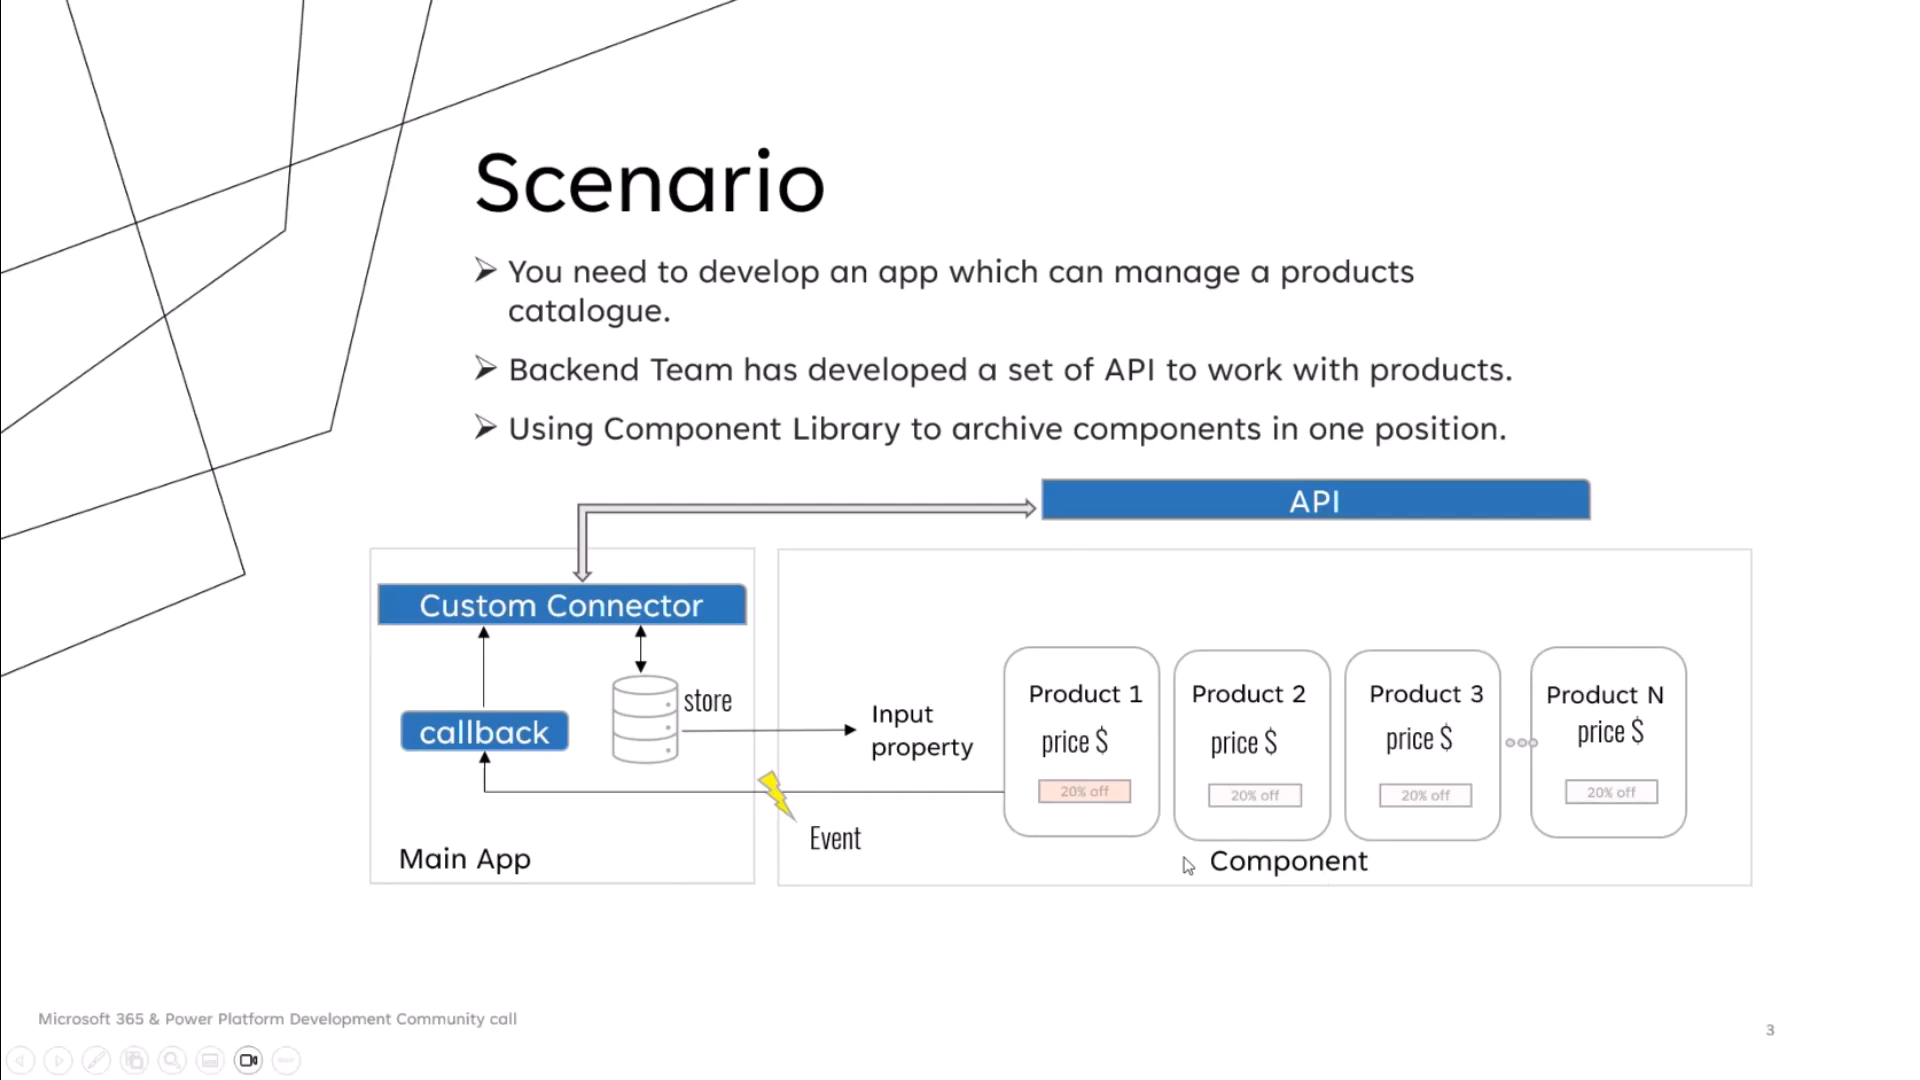 Scenario
You need to develop an app which can manage a products
catalogue.
Backend Team has developed a set of API to work with products.
Using Component Library to archive components in one position.
API
Custom Connector
callback
store
Input
property
Event
Main App
Product 1
price $
20% off
Product 2
price $
20% off
Product 3
price $
20% off
Product N
price $
20% off
Component
Microsoft 365 & Power Platform Development Community call
3